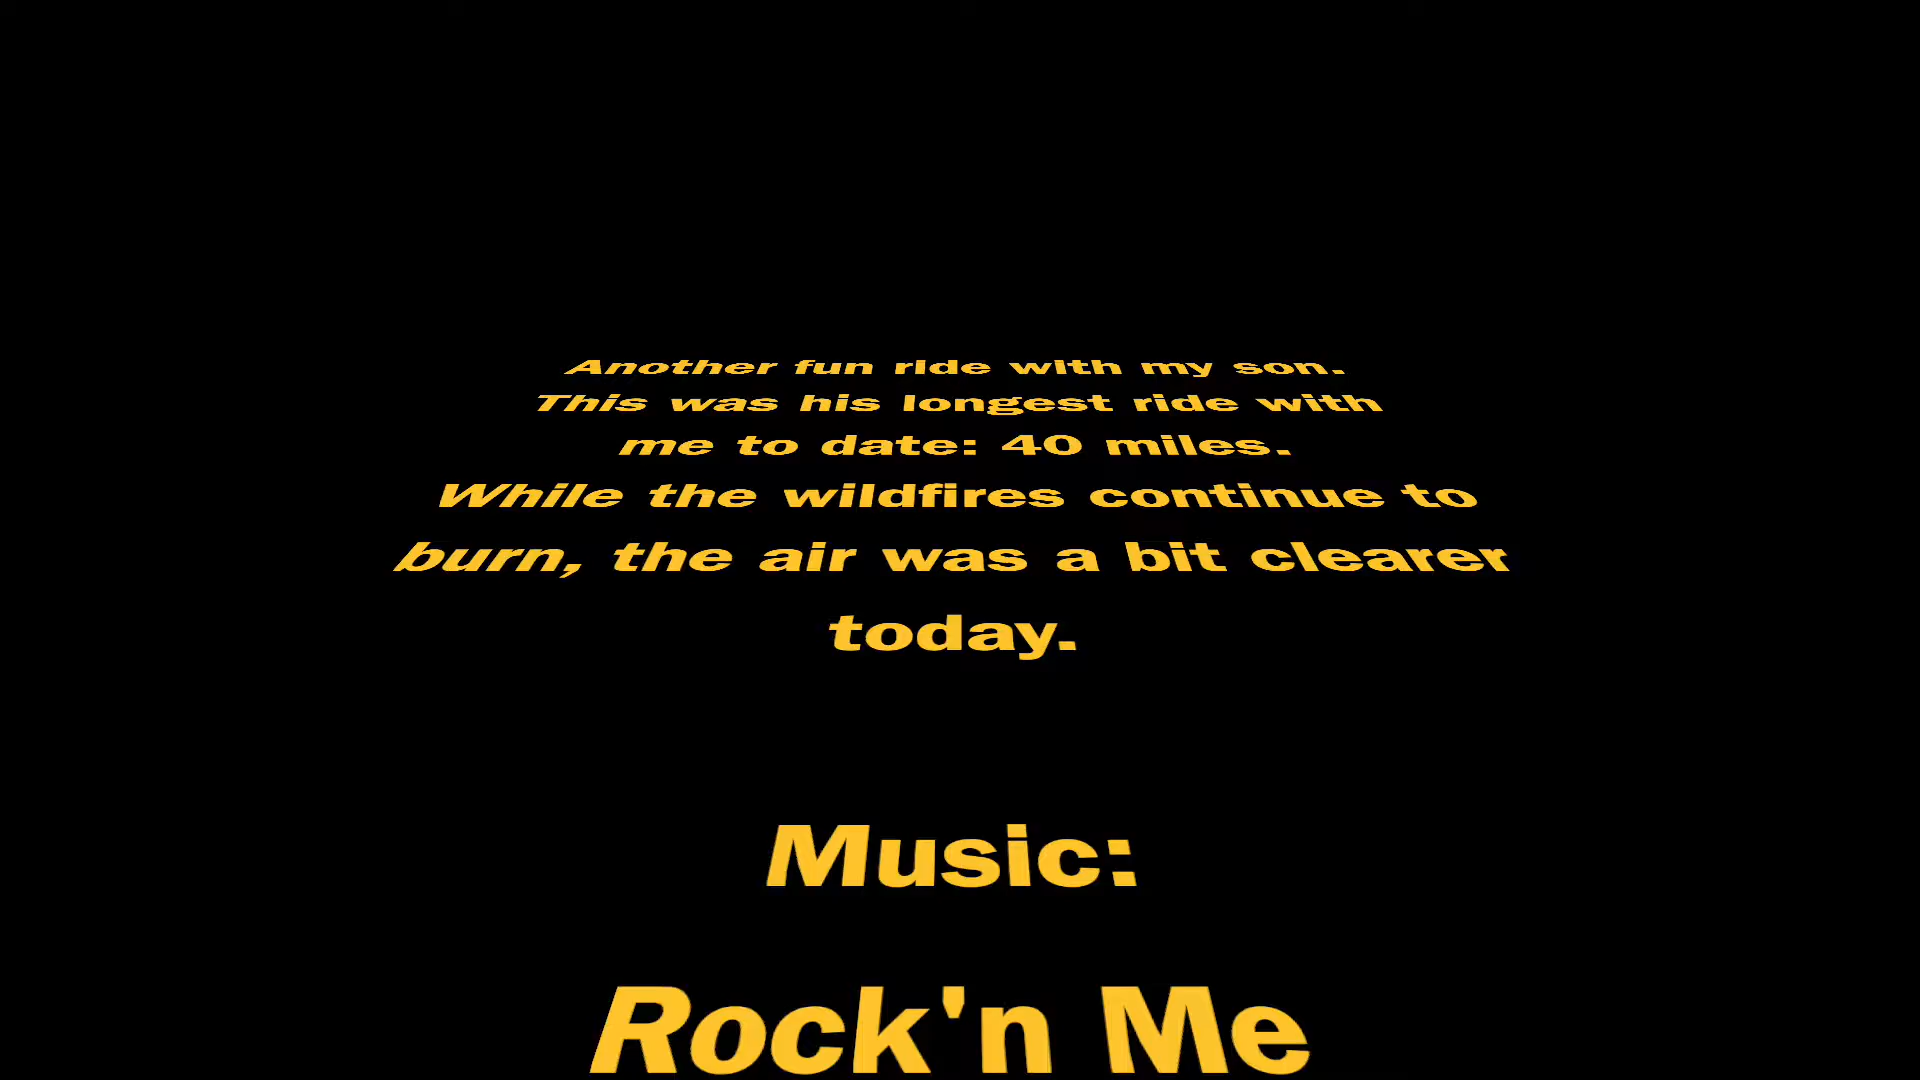 Another fun ride with my son.
This was his longest ride with
me to date: 40 miles.
While the wildfires continue to
burn, the air was a bit clearer
today.
Music:
Rock'n Me